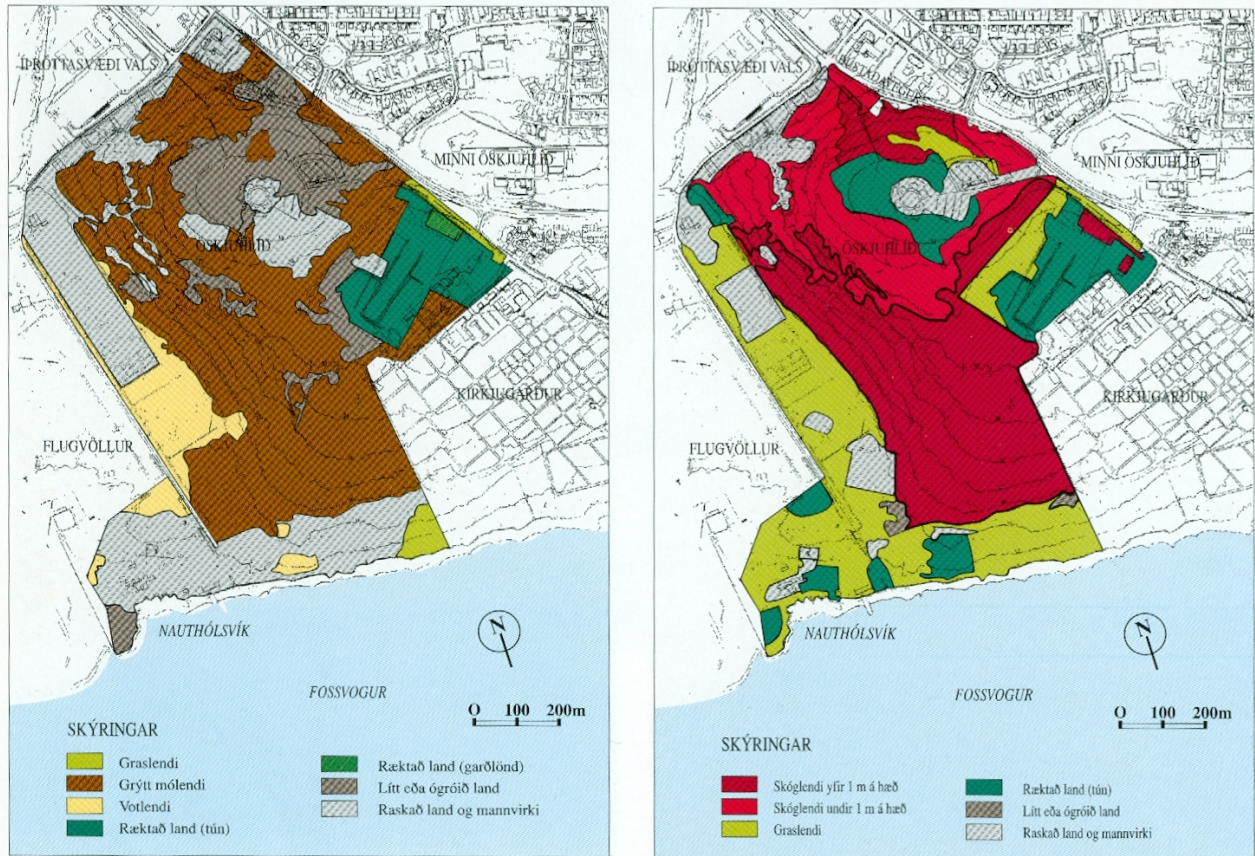 ÍÞRÓTTASVÆÐI VALS
MINNI ÖSKJUHLÍÐ
ÖSKJUHLÍÐ
KIRKJUGARÐUR
FLUGVÖLLUR
NAUTHÓLSVÍK
N
FOSSVOGUR
O 100 200m
SKÝRINGAR
Graslendi
Grýtt mólendi
Votlendi
Ræktað land (tún)
Ræktað land (garðlönd)
Lítt eða ógróið land
Raskað land og mannvirki
ÍÞRÓTTASVÆÐI VALS
MINNI ÖSKJUHLÍÐ
ÖSKJUHLÍÐ
KIRKJUGARÐUR
FLUGVÖLLUR
NAUTHÓLSVÍK
N
FOSSVOGUR
O 100 200m
SKÝRINGAR
Skóglendi yfir 1 m á hæð
Skóglendi undir 1 m á hæð
Graslendi
Ræktað land (tún)
Lítt eða ógróið land
Raskað land og mannvirki